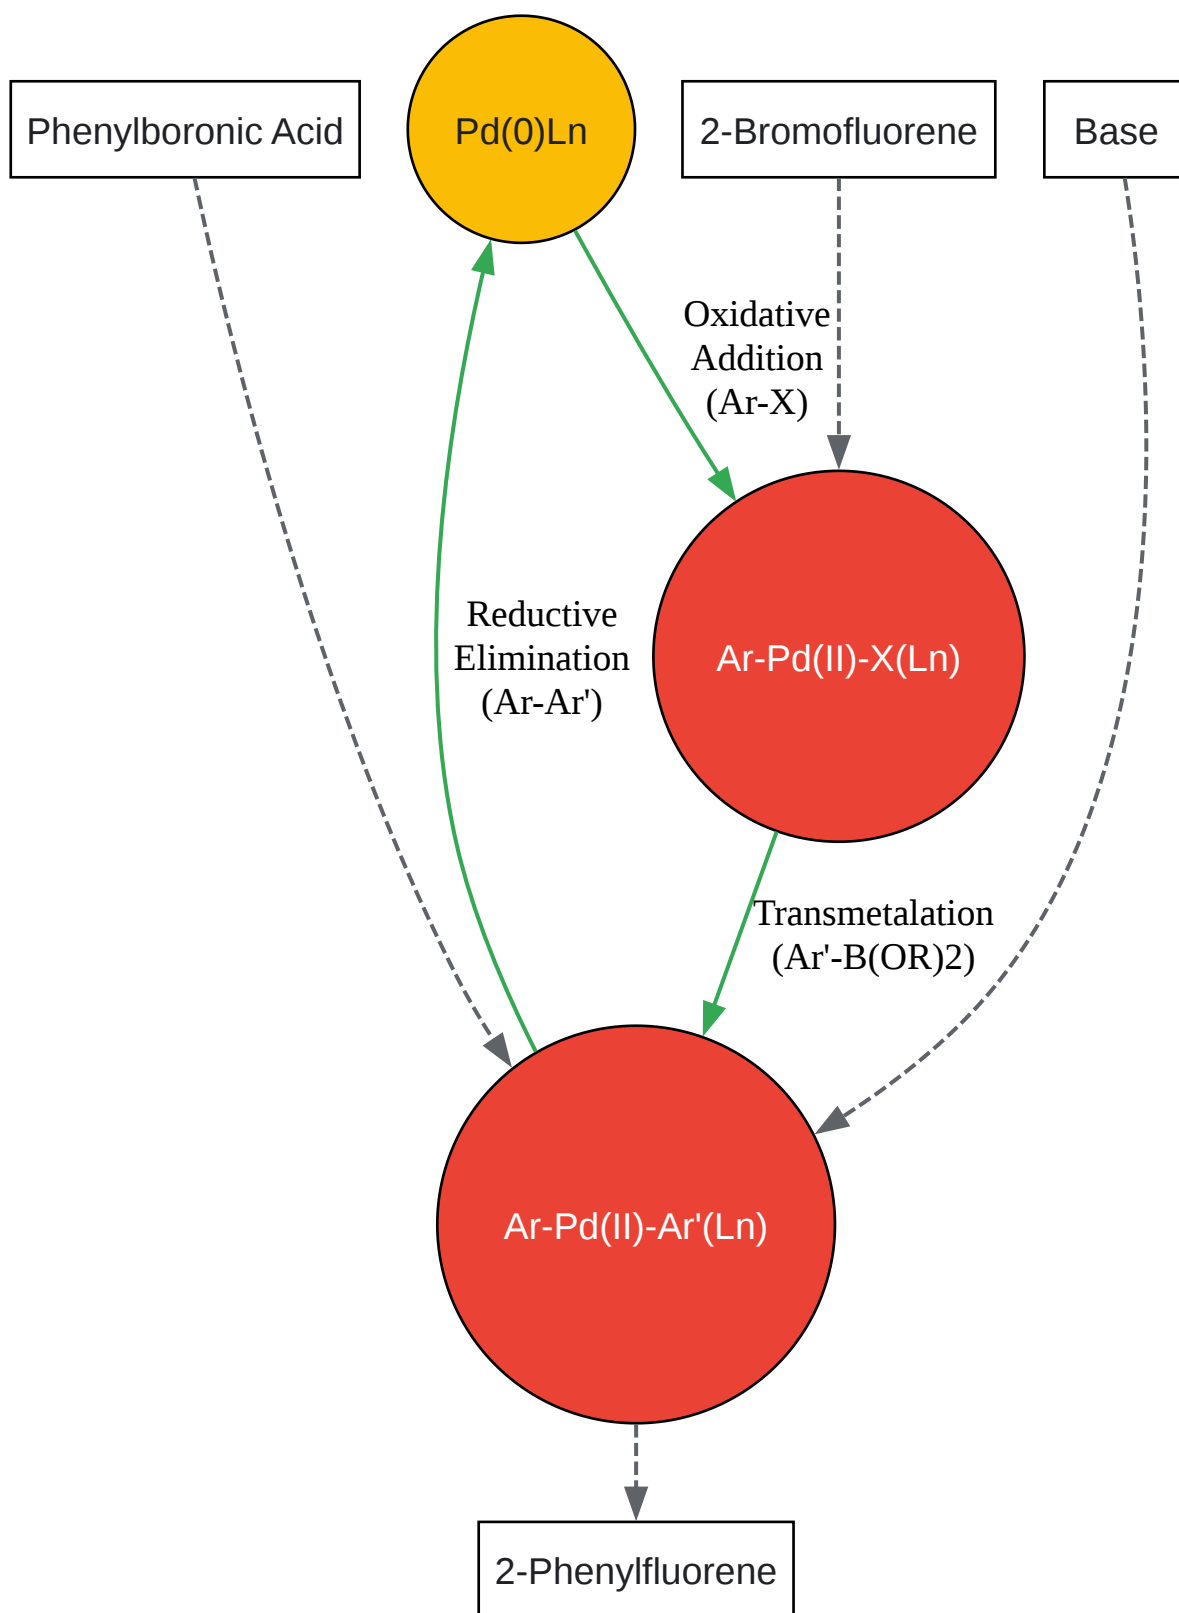 Phenylboronic Acid
Pd(0)Ln
2-Bromofluorene
Base
Oxidative
Addition
(Ar-X)
Reductive
Elimination
(Ar-Ar')
Ar-Pd(II)-X(Ln)
Transmetalation
(Ar'-B(OR)2)
Ar-Pd(II)-Ar'(Ln)
2-Phenylfluorene